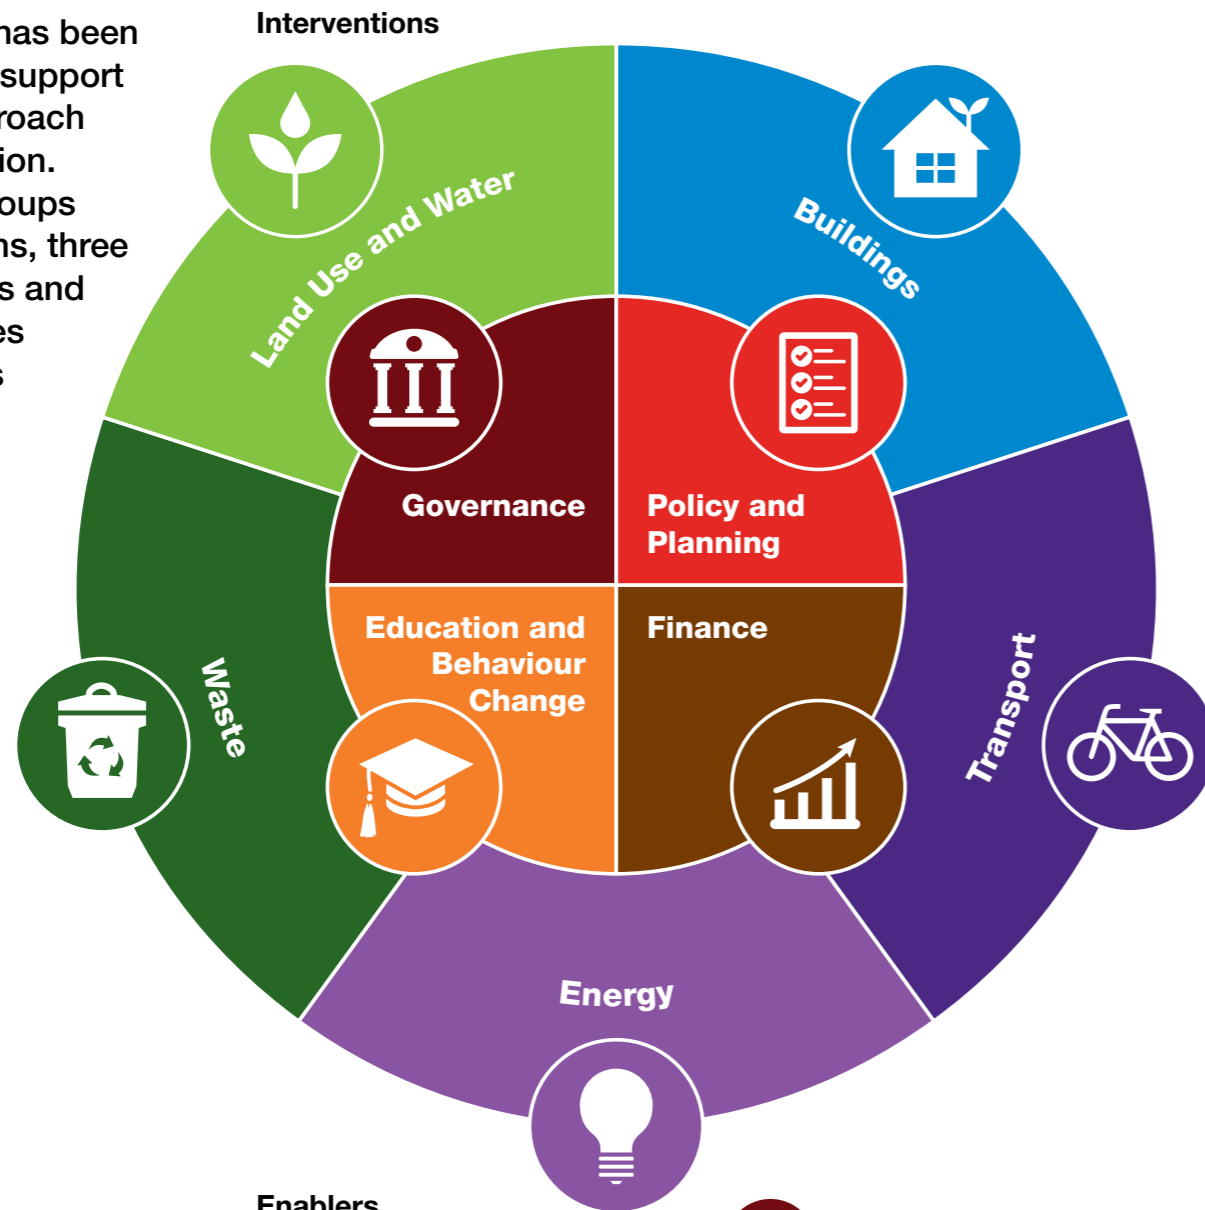 has been
support
roach
ion.
oups
ns, three
s and
es
s
Interventions
Land Use and Water
Buildings
Governance
Policy and
Planning
Education and
Behaviour
Change
Finance
Waste
Transport
Energy
Enablers